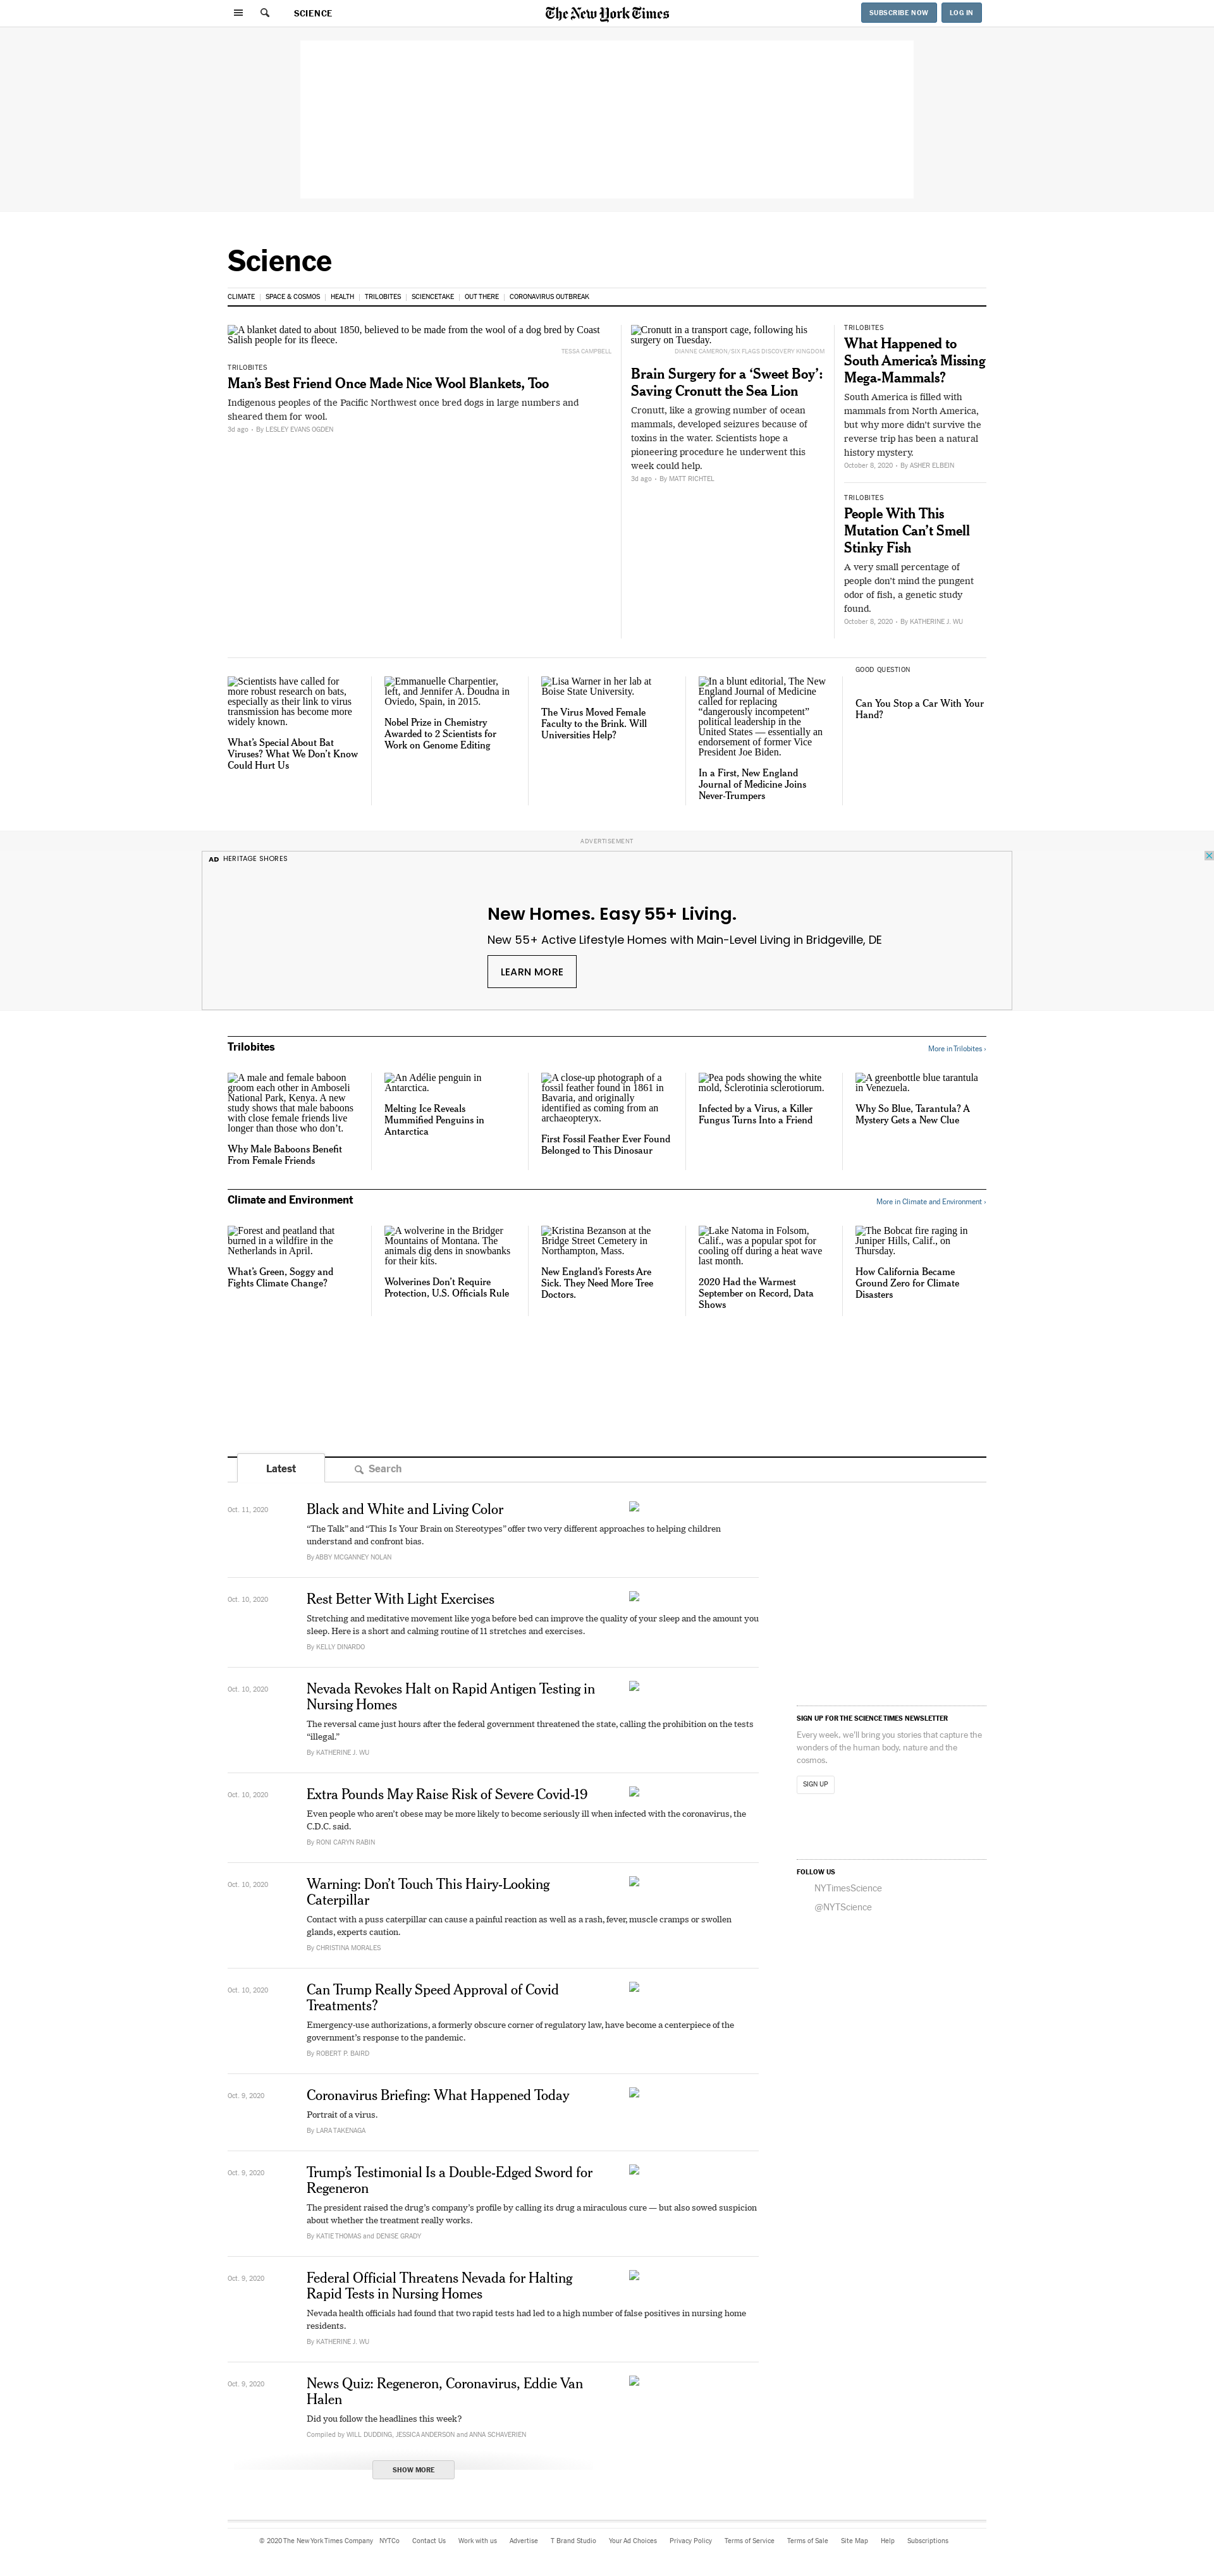 SCIENCE
The New York Times
SUBSCRIBE NOW
LOG IN
Science
CLIMATE
SPACE & COSMOS
HEALTH
TRILOBITES
SCIENCETAKE
OUT THERE
CORONAVIRUS OUTBREAK
A blanket dated to about 1850, believed to be made from the wool of a dog bred by Coast
Salish people for its fleece.
TESSA CAMPBELL
TRILOBITES
Man’s Best Friend Once Made Nice Wool Blankets, Too
Indigenous peoples of the Pacific Northwest once bred dogs in large numbers and
sheared them for wool.
3d ago • By LESLEY EVANS OGDEN
Cronutt in a transport cage, following his
surgery on Tuesday.
DIANNE CAMERON/SIX FLAGS DISCOVERY KINGDOM
Brain Surgery for a ‘Sweet Boy’:
Saving Cronutt the Sea Lion
Cronutt, like a growing number of ocean
mammals, developed seizures because of
toxins in the water. Scientists hope a
pioneering procedure he underwent this
week could help.
3d ago • By MATT RICHTEL
TRILOBITES
What Happened to
South America’s Missing
Mega-Mammals?
South America is filled with
mammals from North America,
but why more didn’t survive the
reverse trip has been a natural
history mystery.
October 8, 2020 • By ASHER ELBEIN
TRILOBITES
People With This
Mutation Can’t Smell
Stinky Fish
A very small percentage of
people don’t mind the pungent
odor of fish, a genetic study
found.
October 8, 2020 • By KATHERINE J. WU
Scientists have called for
more robust research on bats,
especially as their link to virus
transmission has become more
widely known.
What’s Special About Bat
Viruses? What We Don’t Know
Could Hurt Us
Emmanuelle Charpentier,
left, and Jennifer A. Doudna in
Oviedo, Spain, in 2015.
Nobel Prize in Chemistry
Awarded to 2 Scientists for
Work on Genome Editing
Lisa Warner in her lab at
Boise State University.
The Virus Moved Female
Faculty to the Brink. Will
Universities Help?
In a blunt editorial, The New
England Journal of Medicine
called for replacing
“dangerously incompetent”
political leadership in the
United States — essentially an
endorsement of former Vice
President Joe Biden.
In a First, New England
Journal of Medicine Joins
Never-Trumpers
GOOD QUESTION
Can You Stop a Car With Your
Hand?
ADVERTISEMENT
AD HERITAGE SHORES
New Homes. Easy 55+ Living.
New 55+ Active Lifestyle Homes with Main-Level Living in Bridgeville, DE
LEARN MORE
Trilobites
More in Trilobites ›
A male and female baboon
groom each other in Amboseli
National Park, Kenya. A new
study shows that male baboons
with close female friends live
longer than those who don’t.
Why Male Baboons Benefit
From Female Friends
An Adélie penguin in
Antarctica.
Melting Ice Reveals
Mummified Penguins in
Antarctica
A close-up photograph of a
fossil feather found in 1861 in
Bavaria, and originally
identified as coming from an
archaeopteryx.
First Fossil Feather Ever Found
Belonged to This Dinosaur
Pea pods showing the white
mold, Sclerotinia sclerotiorum.
Infected by a Virus, a Killer
Fungus Turns Into a Friend
A greenbottle blue tarantula
in Venezuela.
Why So Blue, Tarantula? A
Mystery Gets a New Clue
Climate and Environment
More in Climate and Environment ›
Forest and peatland that
burned in a wildfire in the
Netherlands in April.
What’s Green, Soggy and
Fights Climate Change?
A wolverine in the Bridger
Mountains of Montana. The
animals dig dens in snowbanks
for their kits.
Wolverines Don’t Require
Protection, U.S. Officials Rule
Kristina Bezanson at the
Bridge Street Cemetery in
Northampton, Mass.
New England’s Forests Are
Sick. They Need More Tree
Doctors.
Lake Natoma in Folsom,
Calif., was a popular spot for
cooling off during a heat wave
last month.
2020 Had the Warmest
September on Record, Data
Shows
The Bobcat fire raging in
Juniper Hills, Calif., on
Thursday.
How California Became
Ground Zero for Climate
Disasters
Latest
Search
Oct. 11, 2020
Black and White and Living Color
“The Talk” and “This Is Your Brain on Stereotypes” offer two very different approaches to helping children
understand and confront bias.
By ABBY MCGANNEY NOLAN
Oct. 10, 2020
Rest Better With Light Exercises
Stretching and meditative movement like yoga before bed can improve the quality of your sleep and the amount you
sleep. Here is a short and calming routine of 11 stretches and exercises.
By KELLY DINARDO
Oct. 10, 2020
Nevada Revokes Halt on Rapid Antigen Testing in
Nursing Homes
The reversal came just hours after the federal government threatened the state, calling the prohibition on the tests
“illegal.”
By KATHERINE J. WU
Oct. 10, 2020
Extra Pounds May Raise Risk of Severe Covid-19
Even people who aren’t obese may be more likely to become seriously ill when infected with the coronavirus, the
C.D.C. said.
By RONI CARYN RABIN
Oct. 10, 2020
Warning: Don’t Touch This Hairy-Looking
Caterpillar
Contact with a puss caterpillar can cause a painful reaction as well as a rash, fever, muscle cramps or swollen
glands, experts caution.
By CHRISTINA MORALES
Oct. 10, 2020
Can Trump Really Speed Approval of Covid
Treatments?
Emergency-use authorizations, a formerly obscure corner of regulatory law, have become a centerpiece of the
government’s response to the pandemic.
By ROBERT P. BAIRD
Oct. 9, 2020
Coronavirus Briefing: What Happened Today
Portrait of a virus.
By LARA TAKENAGA
Oct. 9, 2020
Trump’s Testimonial Is a Double-Edged Sword for
Regeneron
The president raised the drug’s company’s profile by calling its drug a miraculous cure — but also sowed suspicion
about whether the treatment really works.
By KATIE THOMAS and DENISE GRADY
Oct. 9, 2020
Federal Official Threatens Nevada for Halting
Rapid Tests in Nursing Homes
Nevada health officials had found that two rapid tests had led to a high number of false positives in nursing home
residents.
By KATHERINE J. WU
Oct. 9, 2020
News Quiz: Regeneron, Coronavirus, Eddie Van
Halen
Did you follow the headlines this week?
Compiled by WILL DUDDING, JESSICA ANDERSON and ANNA SCHAVERIEN
SHOW MORE
SIGN UP FOR THE SCIENCE TIMES NEWSLETTER
Every week, we'll bring you stories that capture the
wonders of the human body, nature and the
cosmos.
SIGN UP
FOLLOW US
NYTimesScience
@NYTScience
© 2020 The New York Times Company
NYTCo
Contact Us
Work with us
Advertise
T Brand Studio
Your Ad Choices
Privacy Policy
Terms of Service
Terms of Sale
Site Map
Help
Subscriptions